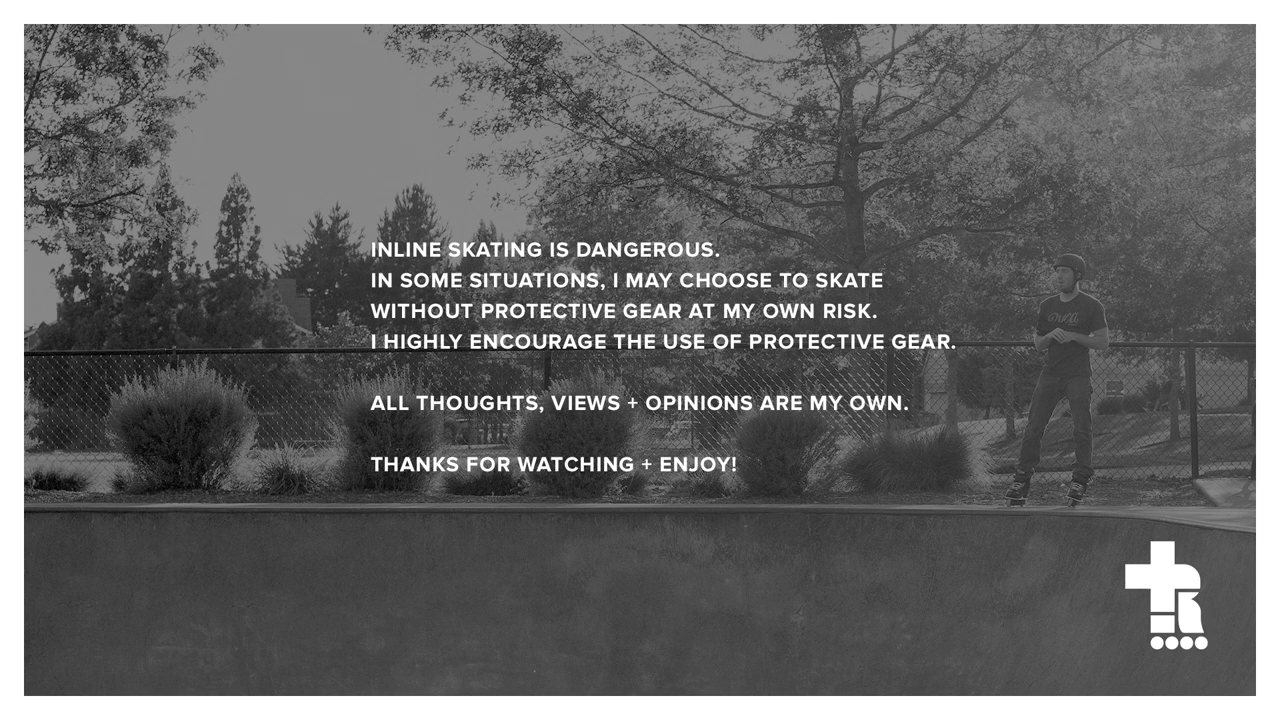 INLINE SKATING IS DANGEROUS.
IN SOME SITUATIONS, I MAY CHOOSE TO SKATE
WITHOUT PROTECTIVE GEAR AT MY OWN RISK.
I HIGHLY ENCOURAGE THE USE OF PROTECTIVE GEAR.
ALL THOUGHTS, VIEWS + OPINIONS ARE MY OWN.
THANKS FOR WATCHING + ENJOY!